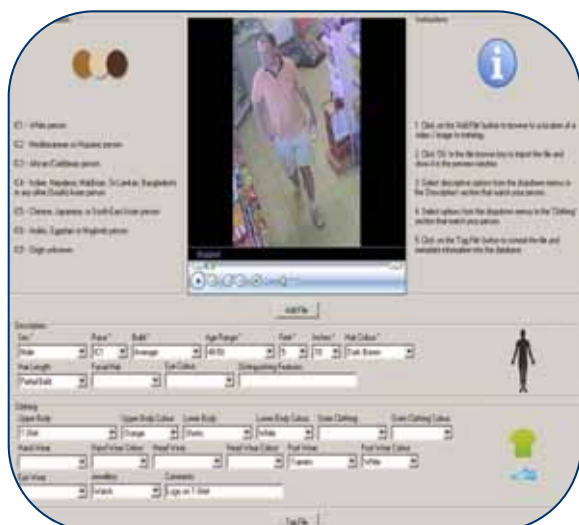 Instructions
IC1 - White person
IC2 - Mediterranean or Hispanic person
IC3 - African/Caribbean person
IC4 - Indian, Nepalese, Maldivian, Sri Lankan, Bangladeshi
or any other (South) Asian person
IC5 - Chinese, Japanese, or South-East Asian person
IC6 - Arabic, Egyptian or Maghreb person
IC9 - Origin unknown
1. Click on the 'Add File' button to browse to a location of a
video / image
2. Click 'Ok' in the file browse key to import the file and
show it in the preview window.
3. Select descriptive options from the dropdown menus in
the 'Description' section that match your person.
4. Select options from the dropdown menus in the 'Clothing'
section that match your person.
5. Click on the 'Tag File' button to commit the file and
metadata information into the database
Stopped
Add File
Description
Sex * Race * Build * Age Range * Feet * Inches * Hair Colour *
Male IC1 Average 5 10 Dark Brown
Hair Length Facial Hair Eye Colour Distinguishing Features
Partial Bald
Clothing
Upper Body Upper Body Colour Lower Body Lower Body Colour Outer Clothing Outer Clothing Colour
T-Shirt Orange Shorts White
Hand Wear Hand Wear Colour Head Wear Head Wear Colour Foot Wear Foot Wear Colour
Trainers White
Jewellery Comments
Watch Logo on T-Shirt
Tag File